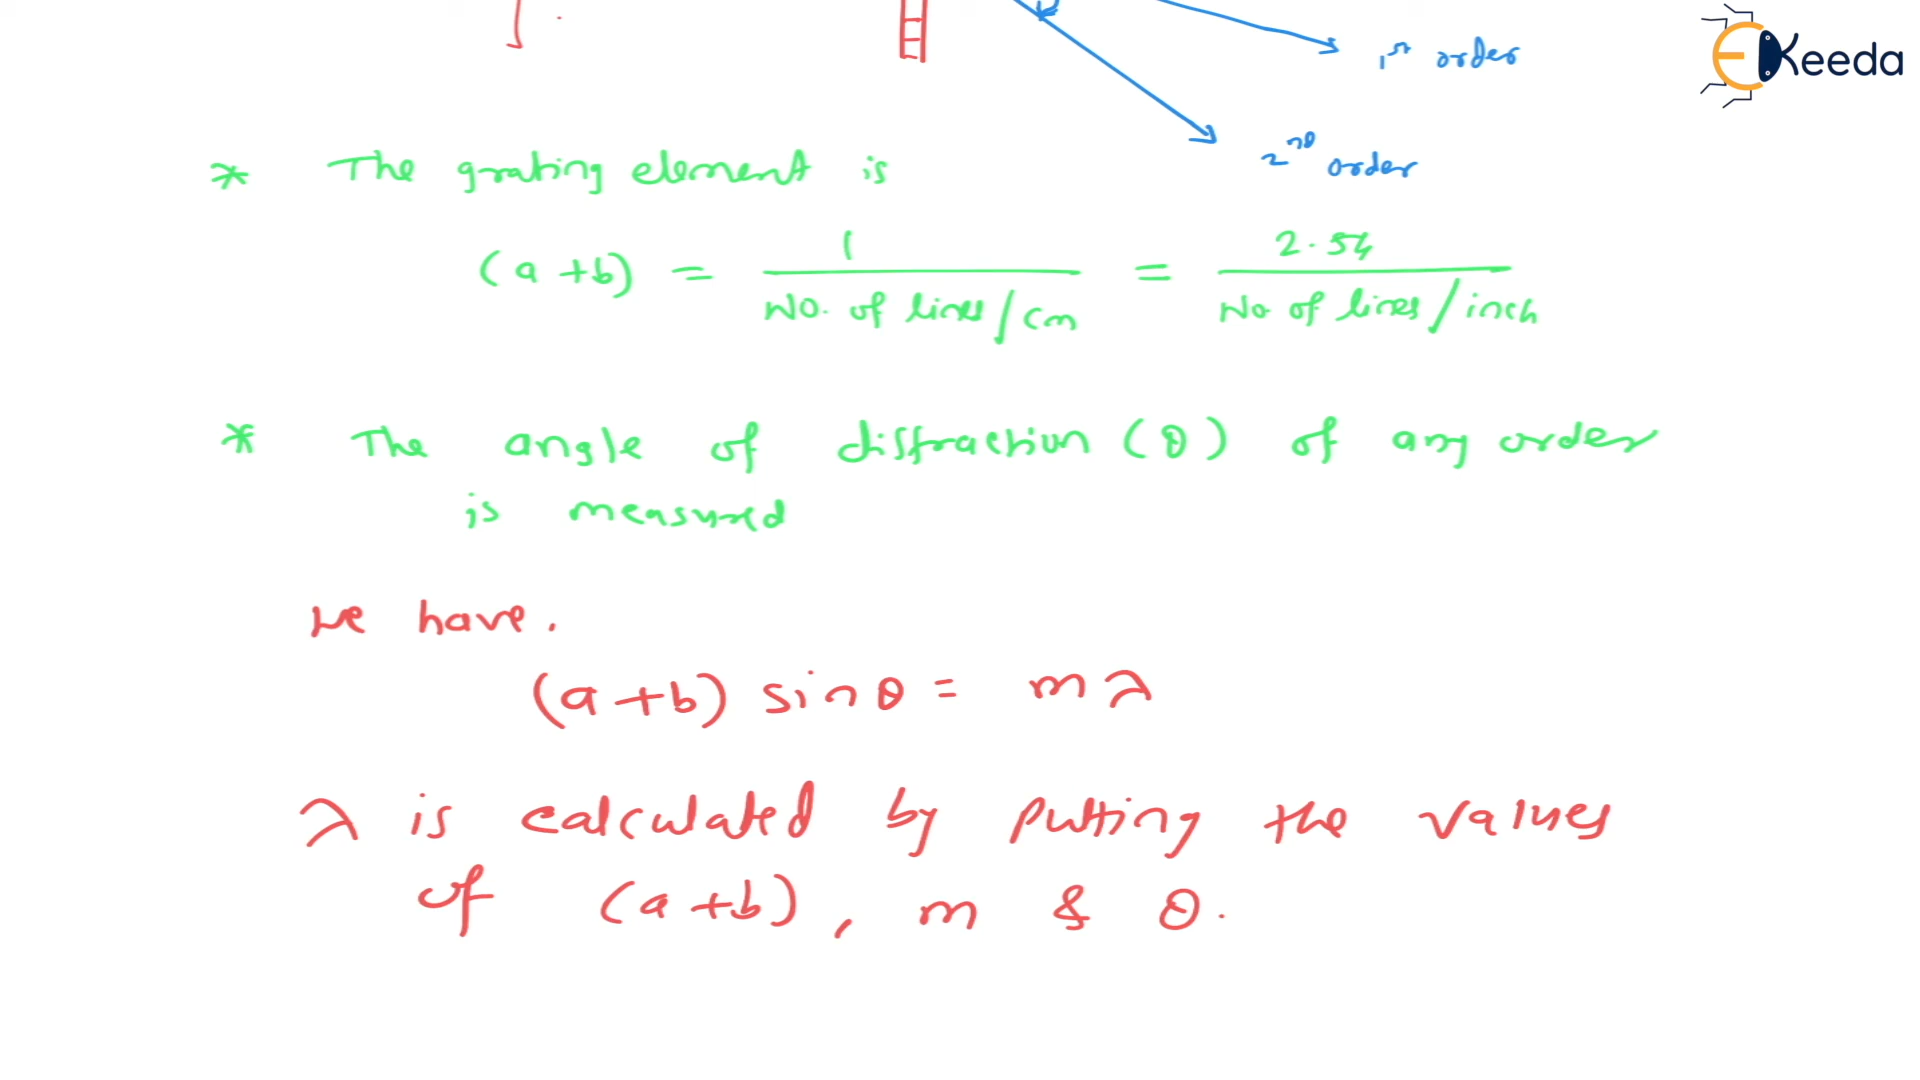 1st order
EKeeda
2nd order
* The grating element is
(a+b) = 1 / No. of lines/cm = 2.54 / No of lines/inch
* The angle of diffraction (θ) of any order
is measured
we have.
(a+b) sinθ = mλ
λ is calculated by putting the values
of (a+b), m & θ.